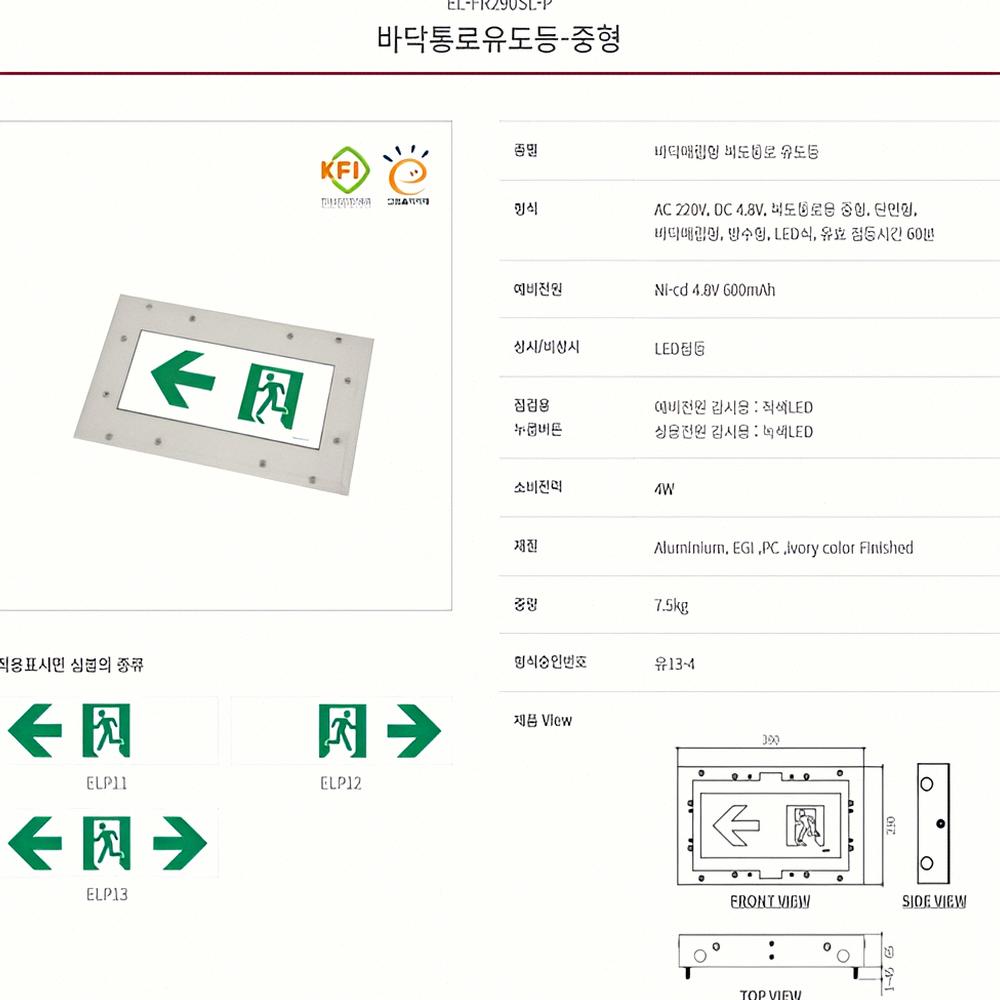 EL-FR290SL-P
바닥통로유도등-중형
KFI
종별
바닥매립형 복도통로 유도등
형식
AC 220V, DC 4.8V, 복도통로용 중형, 단면형,
바닥매립형, 방수형, LED식, 유효 점등시간 60분
예비전원
Ni-cd 4.8V 600mAh
상시/비상시
LED점등
점검용
누름버튼
예비전원 감시용 : 적색LED
상용전원 감시용 : 녹색LED
소비전력
4W
재질
Aluminium, EGI ,PC ,ivory color Finished
중량
7.5kg
형식승인번호
유13-4
적용표시면 심볼의 종류
ELP11
ELP12
ELP13
제품 View
FRONT VIEW
SIDE VIEW
TOP VIEW